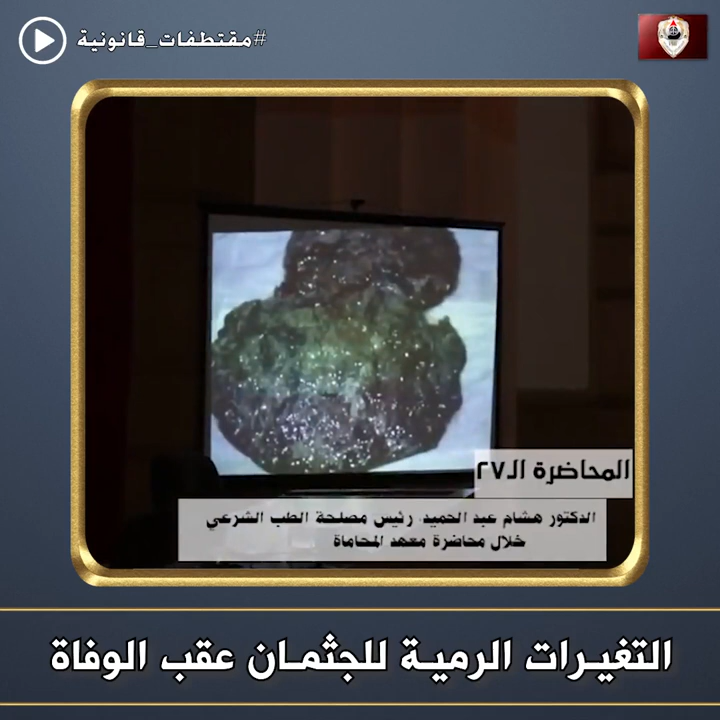 #مقتطفات_قانونية
المحاضرة الـ٢٧
الدكتور هشام عبد الحميد، رئيس مصلحة الطب الشرعي
خلال محاضرة معهد المحاماة
التغيرات الرمية للجثمان عقب الوفاة